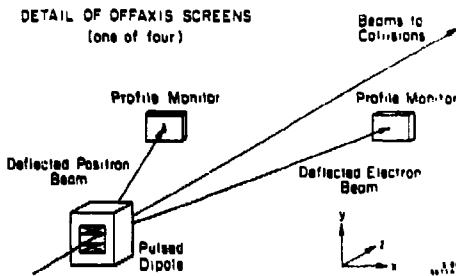 DETAIL OF OFFAXIS SCREENS
(one of four)
Beams to
Collisions
Profile Monitor
Profile Monitor
Deflected Positron
Beam
Deflected Electron
Beam
Pulsed
Dipole
y
z
x